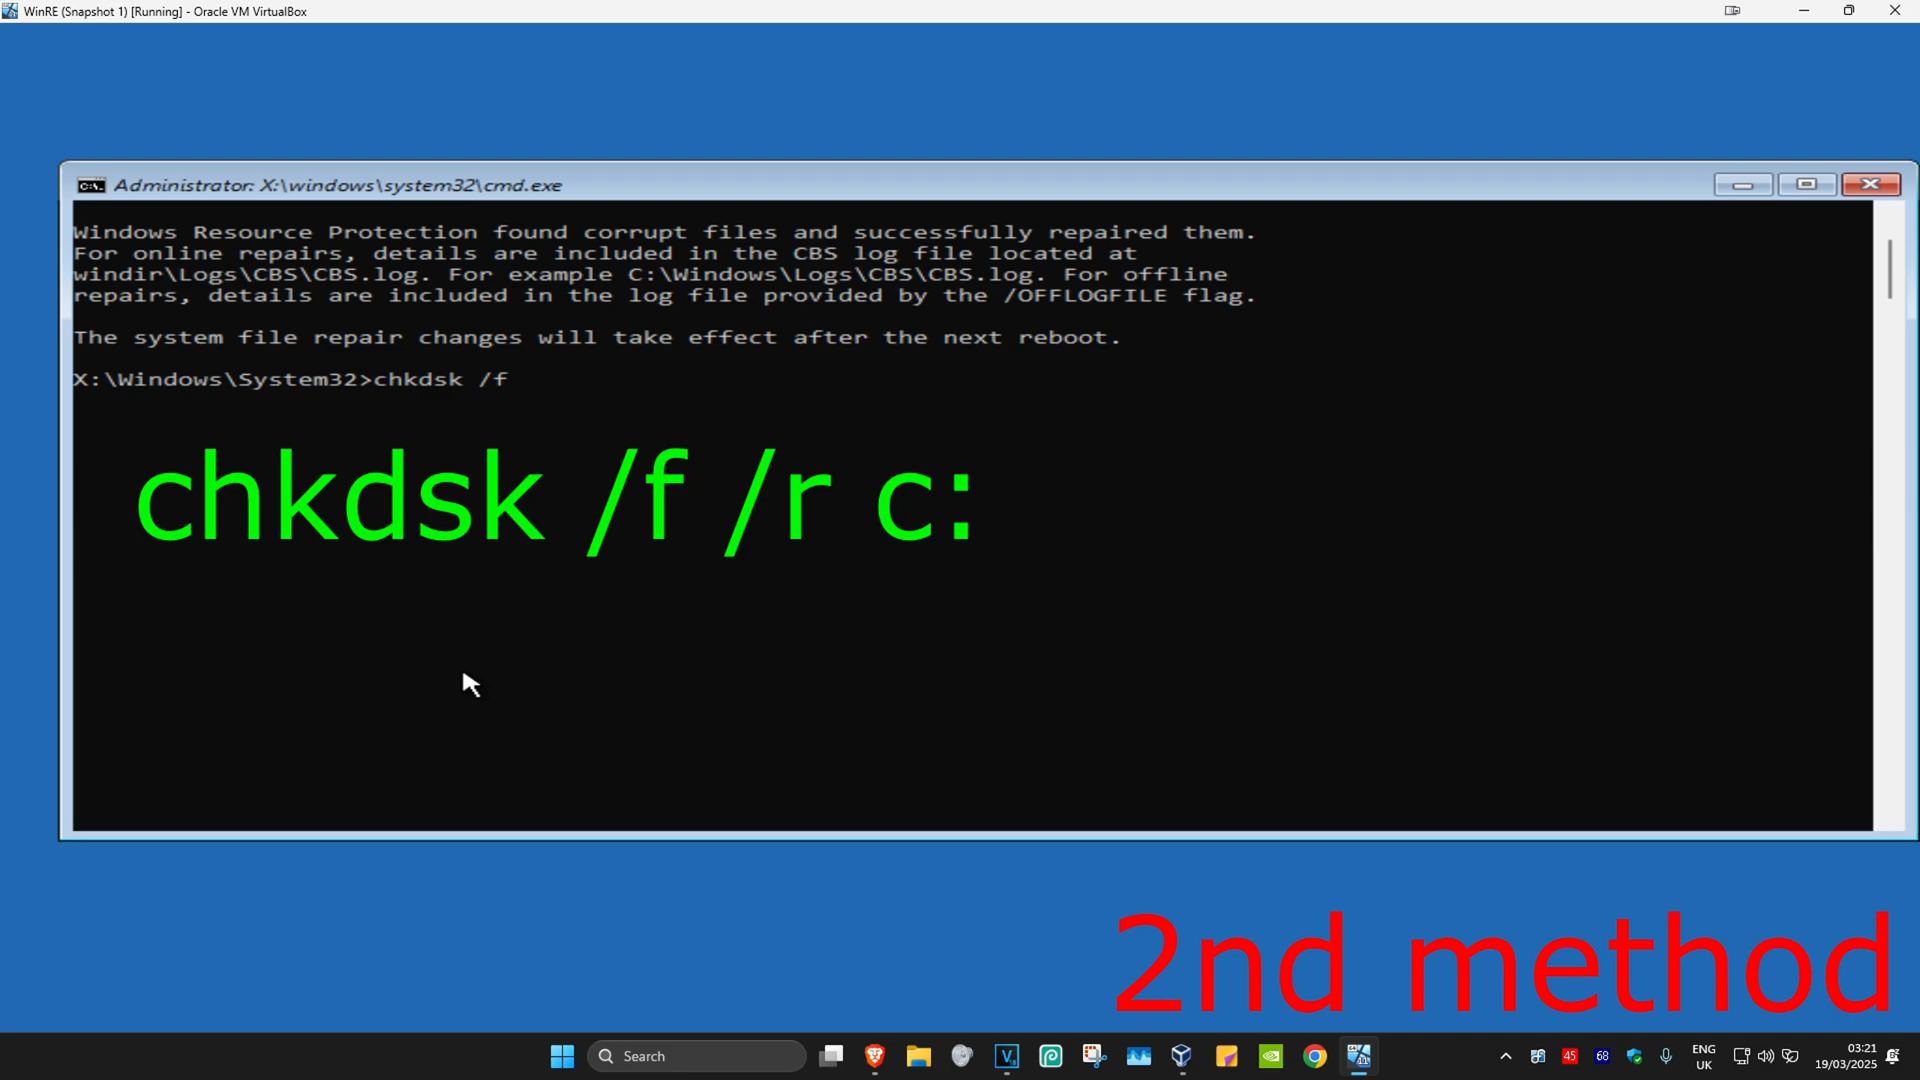 WinRE (Snapshot 1) [Running] - Oracle VM VirtualBox
Administrator: X:\windows\system32\cmd.exe
Windows Resource Protection found corrupt files and successfully repaired them.
For online repairs, details are included in the CBS log file located at
windir\Logs\CBS\CBS.log. For example C:\Windows\Logs\CBS\CBS.log. For offline
repairs, details are included in the log file provided by the /OFFLOGFILE flag.
The system file repair changes will take effect after the next reboot.
X:\Windows\System32>chkdsk /f
chkdsk /f /r c:
2nd method
Search
45
68
ENG
UK
03:21
19/03/2025